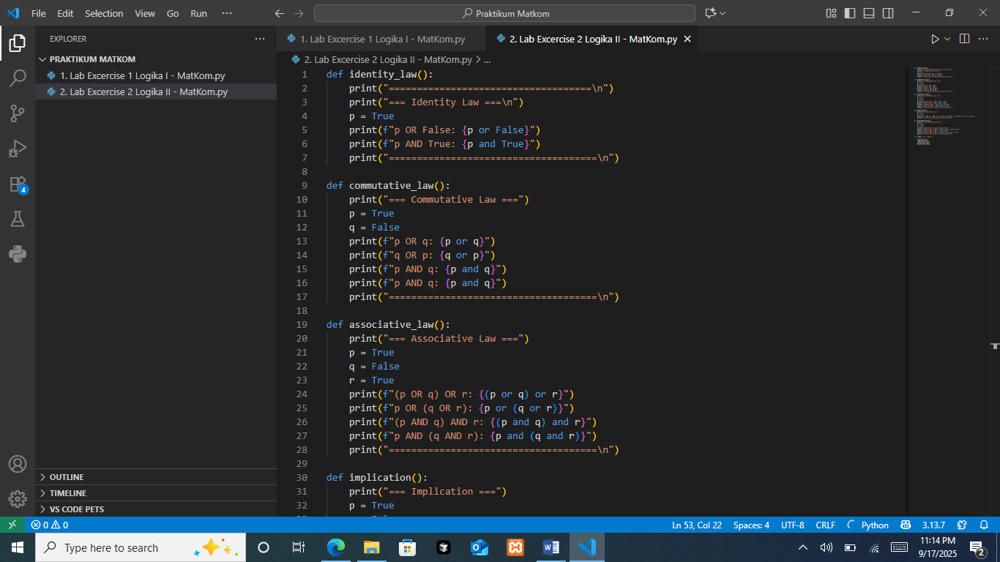 File Edit Selection View Go Run ···
Praktikum Matkom
EXPLORER ···
PRAKTIKUM MATKOM
1. Lab Excercise 1 Logika I - MatKom.py
2. Lab Excercise 2 Logika II - MatKom.py
4
OUTLINE
TIMELINE
VS CODE PETS
1. Lab Excercise 1 Logika I - MatKom.py
2. Lab Excercise 2 Logika II - MatKom.py
2. Lab Excercise 2 Logika II - MatKom.py > ...
1 def identity_law():
2     print("====================================\n")
3     print("=== Identity Law ===\n")
4     p = True
5     print(f"p OR False: {p or False}")
6     print(f"p AND True: {p and True}")
7     print("=====================================\n")
8
9 def commutative_law():
10     print("=== Commutative Law ===")
11     p = True
12     q = False
13     print(f"p OR q: {p or q}")
14     print(f"q OR p: {q or p}")
15     print(f"p AND q: {p and q}")
16     print(f"p AND q: {p and q}")
17     print("=====================================\n")
18
19 def associative_law():
20     print("=== Associative Law ===")
21     p = True
22     q = False
23     r = True
24     print(f"(p OR q) OR r: {(p or q) or r}")
25     print(f"p OR (q OR r): {p or (q or r)}")
26     print(f"(p AND q) AND r: {(p and q) and r}")
27     print(f"p AND (q AND r): {p and (q and r)}")
28     print("=====================================\n")
29
30 def implication():
31     print("=== Implication ===")
32     p = True
0 0
Ln 53, Col 22 Spaces: 4 UTF-8 CRLF Python 3.13.7
Type here to search
11:14 PM
9/17/2025
2